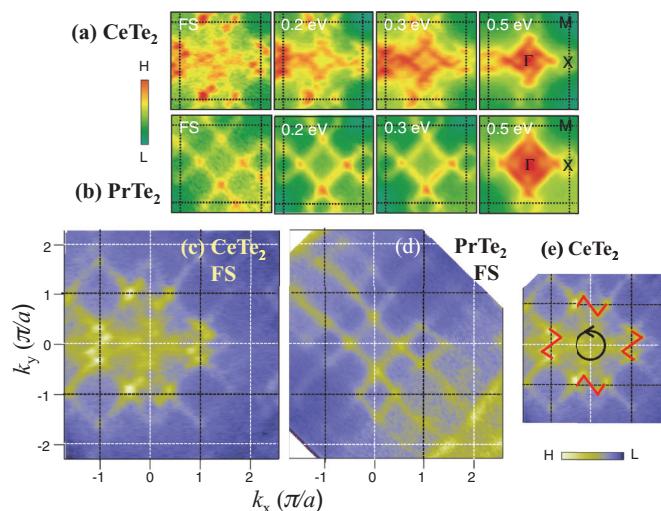 (a) CeTe2
FS
0.2 eV
0.3 eV
0.5 eV
M
X
Γ
H
L
(b) PrTe2
FS
0.2 eV
0.3 eV
0.5 eV
M
X
Γ
(c) CeTe2
FS
(d) PrTe2
FS
(e) CeTe2
ky (π/a)
2
1
0
-1
-2
-1 0 1 2
-1 0 1 2
kx (π/a)
H L